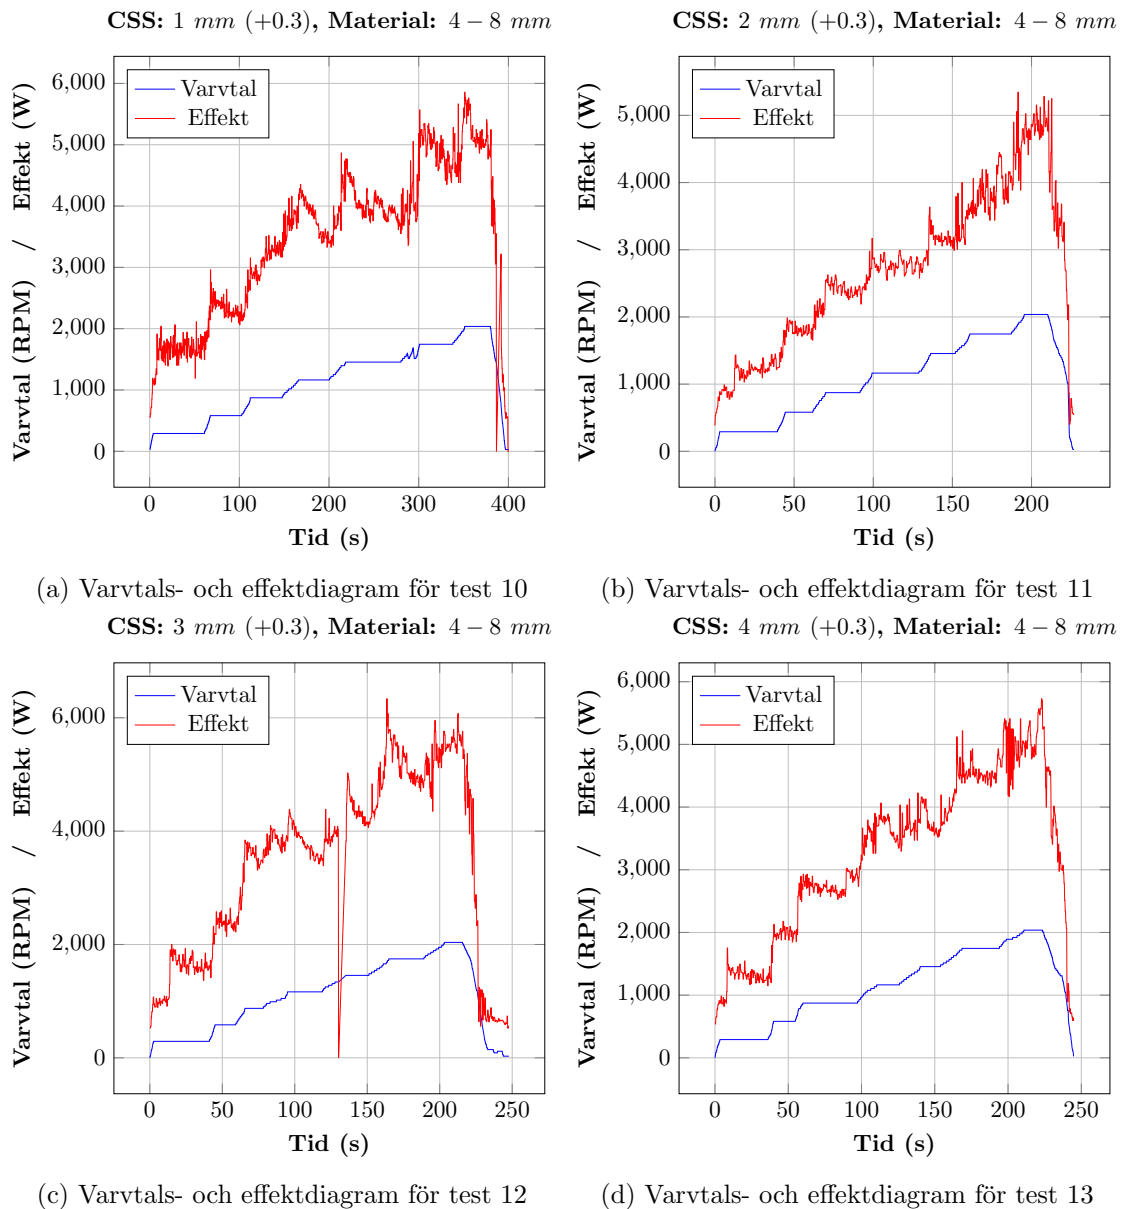 CSS: 1 mm (+0.3), Material: 4 – 8 mm
Varvtal (RPM) / Effekt (W)
6,000
5,000
4,000
3,000
2,000
1,000
0
Varvtal
Effekt
0 100 200 300 400
Tid (s)
(a) Varvtals- och effektdiagram för test 10
CSS: 2 mm (+0.3), Material: 4 – 8 mm
Varvtal (RPM) / Effekt (W)
5,000
4,000
3,000
2,000
1,000
0
Varvtal
Effekt
0 50 100 150 200
Tid (s)
(b) Varvtals- och effektdiagram för test 11
CSS: 3 mm (+0.3), Material: 4 – 8 mm
Varvtal (RPM) / Effekt (W)
6,000
4,000
2,000
0
Varvtal
Effekt
0 50 100 150 200 250
Tid (s)
(c) Varvtals- och effektdiagram för test 12
CSS: 4 mm (+0.3), Material: 4 – 8 mm
Varvtal (RPM) / Effekt (W)
6,000
5,000
4,000
3,000
2,000
1,000
0
Varvtal
Effekt
0 50 100 150 200 250
Tid (s)
(d) Varvtals- och effektdiagram för test 13